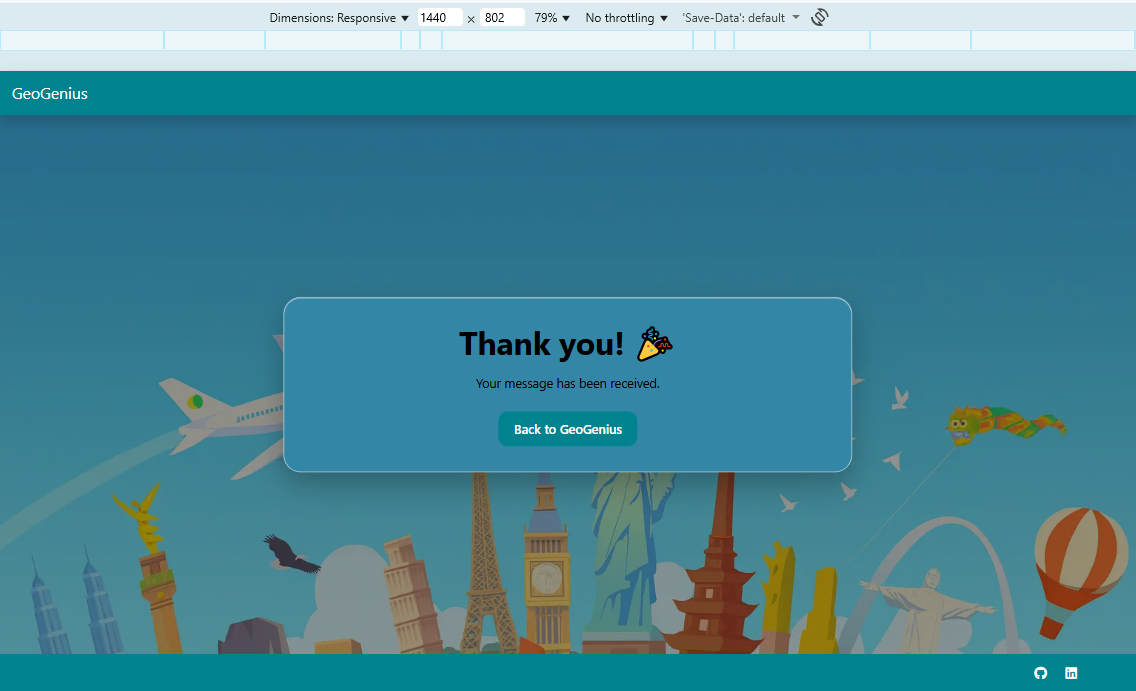 Dimensions: Responsive ▼ 1440 × 802 79% ▼ No throttling ▼ 'Save-Data': default ▼
GeoGenius
Thank you! 🎉
Your message has been received.
Back to GeoGenius